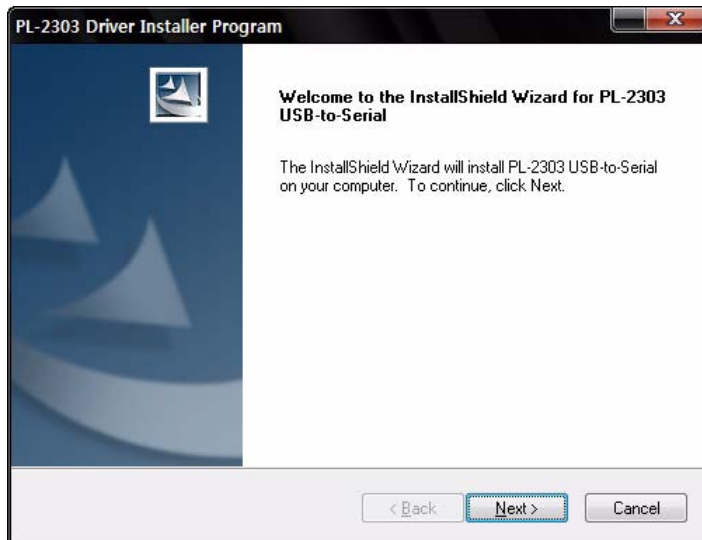 PL-2303 Driver Installer Program
Welcome to the InstallShield Wizard for PL-2303
USB-to-Serial
The InstallShield Wizard will install PL-2303 USB-to-Serial
on your computer. To continue, click Next.
< Back
Next >
Cancel